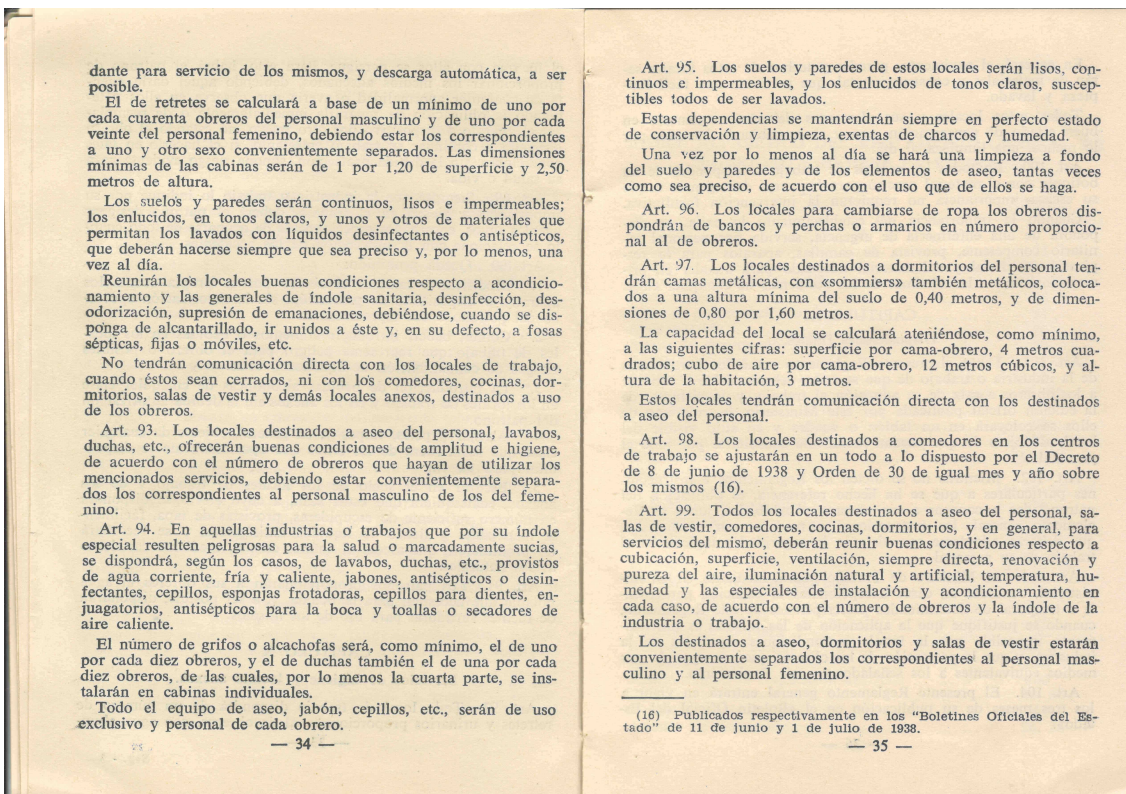 dante para servicio de los mismos, y descarga automática, a ser
posible.
El de retretes se calculará a base de un mínimo de uno por
cada cuarenta obreros del personal masculino y de uno por cada
veinte del personal femenino, debiendo estar los correspondientes
a uno y otro sexo convenientemente separados. Las dimensiones
mínimas de las cabinas serán de 1 por 1,20 de superficie y 2,50
metros de altura.
Los suelos y paredes serán continuos, lisos e impermeables;
los enlucidos, en tonos claros, y unos y otros de materiales que
permitan los lavados con líquidos desinfectantes o antisépticos,
que deberán hacerse siempre que sea preciso y, por lo menos, una
vez al día.
Reunirán los locales buenas condiciones respecto a acondicio-
namiento y las generales de índole sanitaria, desinfección, des-
odorización, supresión de emanaciones, debiéndose, cuando se dis-
ponga de alcantarillado, ir unidos a éste y, en su defecto, a fosas
sépticas, fijas o móviles, etc.
No tendrán comunicación directa con los locales de trabajo,
cuando éstos sean cerrados, ni con los comedores, cocinas, dor-
mitorios, salas de vestir y demás locales anexos, destinados a uso
de los obreros.
Art. 93. Los locales destinados a aseo del personal, lavabos,
duchas, etc., ofrecerán buenas condiciones de amplitud e higiene,
de acuerdo con el número de obreros que hayan de utilizar los
mencionados servicios, debiendo estar convenientemente separa-
dos los correspondientes al personal masculino de los del feme-
nino.
Art. 94. En aquellas industrias o trabajos que por su índole
especial resulten peligrosas para la salud o marcadamente sucias,
se dispondrá, según los casos, de lavabos, duchas, etc., provistos
de agua corriente, fría y caliente, jabones, antisépticos o desin-
fectantes, cepillos, esponjas frotadoras, cepillos para dientes, en-
juagatorios, antisépticos para la boca y toallas o secadores de
aire caliente.
El número de grifos o alcachofas será, como mínimo, el de uno
por cada diez obreros, y el de duchas también el de una por cada
diez obreros, de las cuales, por lo menos la cuarta parte, se ins-
talarán en cabinas individuales.
Todo el equipo de aseo, jabón, cepillos, etc., serán de uso
exclusivo y personal de cada obrero.
— 34 —
Art. 95. Los suelos y paredes de estos locales serán lisos, con-
tinuos e impermeables, y los enlucidos de tonos claros, suscep-
tibles todos de ser lavados.
Estas dependencias se mantendrán siempre en perfecto estado
de conservación y limpieza, exentas de charcos y humedad.
Una vez por lo menos al día se hará una limpieza a fondo
del suelo y paredes y de los elementos de aseo, tantas veces
como sea preciso, de acuerdo con el uso que de ellos se haga.
Art. 96. Los locales para cambiarse de ropa los obreros dis-
pondrán de bancos y perchas o armarios en número proporcio-
nal al de obreros.
Art. 97. Los locales destinados a dormitorios del personal ten-
drán camas metálicas, con «sommiers» también metálicos, coloca-
dos a una altura mínima del suelo de 0,40 metros, y de dimen-
siones de 0,80 por 1,60 metros.
La capacidad del local se calculará ateniéndose, como mínimo,
a las siguientes cifras: superficie por cama-obrero, 4 metros cua-
drados; cubo de aire por cama-obrero, 12 metros cúbicos, y al-
tura de la habitación, 3 metros.
Estos locales tendrán comunicación directa con los destinados
a aseo del personal.
Art. 98. Los locales destinados a comedores en los centros
de trabajo se ajustarán en un todo a lo dispuesto por el Decreto
de 8 de junio de 1938 y Orden de 30 de igual mes y año sobre
los mismos (16).
Art. 99. Todos los locales destinados a aseo del personal, sa-
las de vestir, comedores, cocinas, dormitorios, y en general, para
servicios del mismo, deberán reunir buenas condiciones respecto a
cubicación, superficie, ventilación, siempre directa, renovación y
pureza del aire, iluminación natural y artificial, temperatura, hu-
medad y las especiales de instalación y acondicionamiento en
cada caso, de acuerdo con el número de obreros y la índole de la
industria o trabajo.
Los destinados a aseo, dormitorios y salas de vestir estarán
convenientemente separados los correspondientes al personal mas-
culino y al personal femenino.
(16) Publicados respectivamente en los "Boletines Oficiales del Es-
tado" de 11 de junio y 1 de julio de 1938.
— 35 —